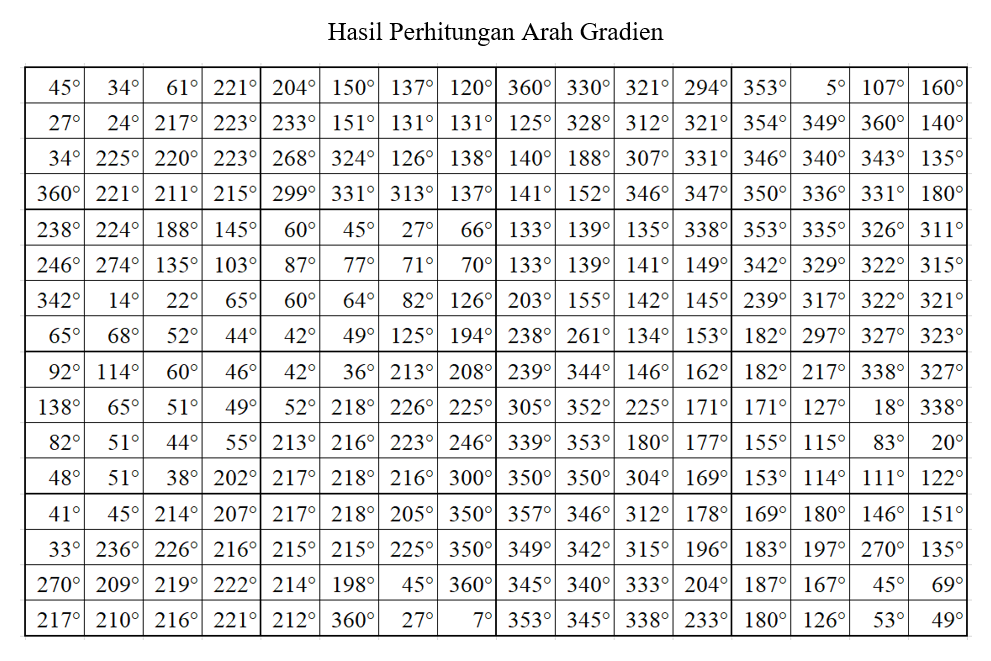 Hasil Perhitungan Arah Gradien
45° 34° 61° 221° 204° 150° 137° 120° 360° 330° 321° 294° 353° 5° 107° 160°
27° 24° 217° 223° 233° 151° 131° 131° 125° 328° 312° 321° 354° 349° 360° 140°
34° 225° 220° 223° 268° 324° 126° 138° 140° 188° 307° 331° 346° 340° 343° 135°
360° 221° 211° 215° 299° 331° 313° 137° 141° 152° 346° 347° 350° 336° 331° 180°
238° 224° 188° 145° 60° 45° 27° 66° 133° 139° 135° 338° 353° 335° 326° 311°
246° 274° 135° 103° 87° 77° 71° 70° 133° 139° 141° 149° 342° 329° 322° 315°
342° 14° 22° 65° 60° 64° 82° 126° 203° 155° 142° 145° 239° 317° 322° 321°
65° 68° 52° 44° 42° 49° 125° 194° 238° 261° 134° 153° 182° 297° 327° 323°
92° 114° 60° 46° 42° 36° 213° 208° 239° 344° 146° 162° 182° 217° 338° 327°
138° 65° 51° 49° 52° 218° 226° 225° 305° 352° 225° 171° 171° 127° 18° 338°
82° 51° 44° 55° 213° 216° 223° 246° 339° 353° 180° 177° 155° 115° 83° 20°
48° 51° 38° 202° 217° 218° 216° 300° 350° 350° 304° 169° 153° 114° 111° 122°
41° 45° 214° 207° 217° 218° 205° 350° 357° 346° 312° 178° 169° 180° 146° 151°
33° 236° 226° 216° 215° 215° 225° 350° 349° 342° 315° 196° 183° 197° 270° 135°
270° 209° 219° 222° 214° 198° 45° 360° 345° 340° 333° 204° 187° 167° 45° 69°
217° 210° 216° 221° 212° 360° 27° 7° 353° 345° 338° 233° 180° 126° 53° 49°